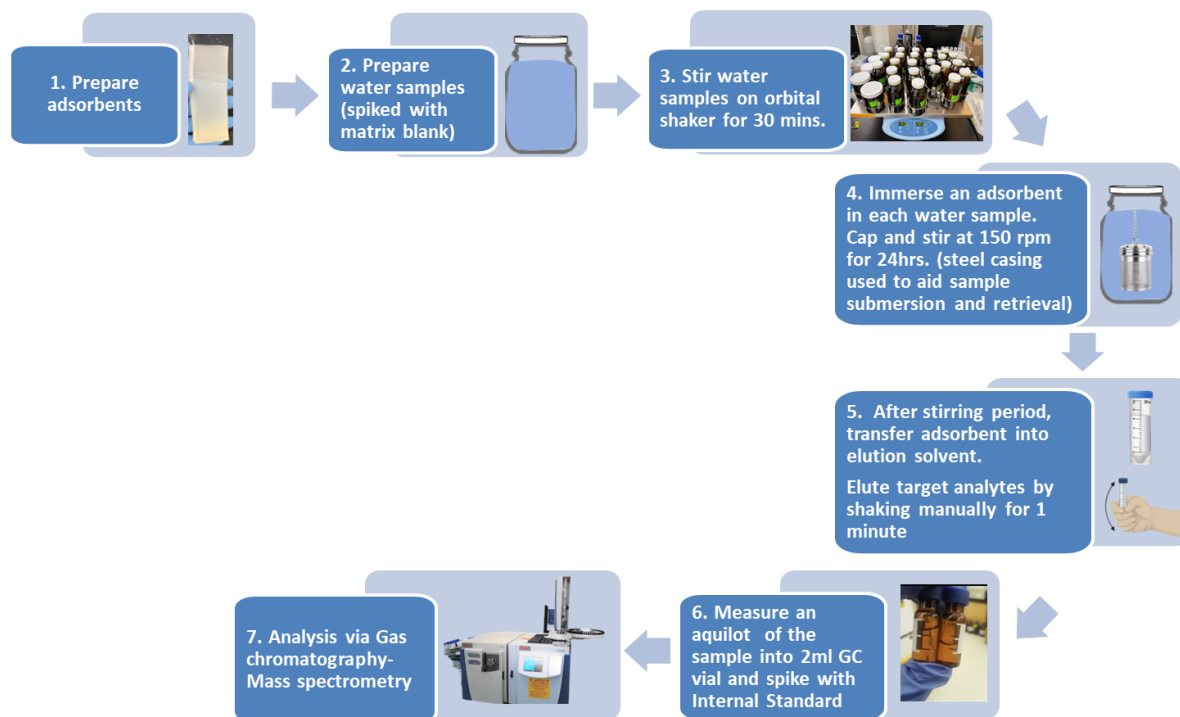 1. Prepare
adsorbents
2. Prepare
water samples
(spiked with
matrix blank)
3. Stir water
samples on orbital
shaker for 30 mins.
4. Immerse an adsorbent
in each water sample.
Cap and stir at 150 rpm
for 24hrs. (steel casing
used to aid sample
submersion and retrieval)
5.  After stirring period,
transfer adsorbent into
elution solvent.
Elute target analytes by
shaking manually for 1
minute
6. Measure an
aquilot  of the
sample into 2ml GC
vial and spike with
Internal Standard
7. Analysis via Gas
chromatography-
Mass spectrometry